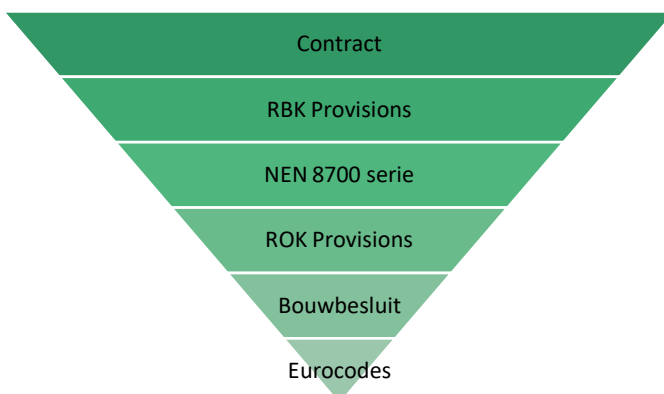 Contract
RBK Provisions
NEN 8700 serie
ROK Provisions
Bouwbesluit
Eurocodes